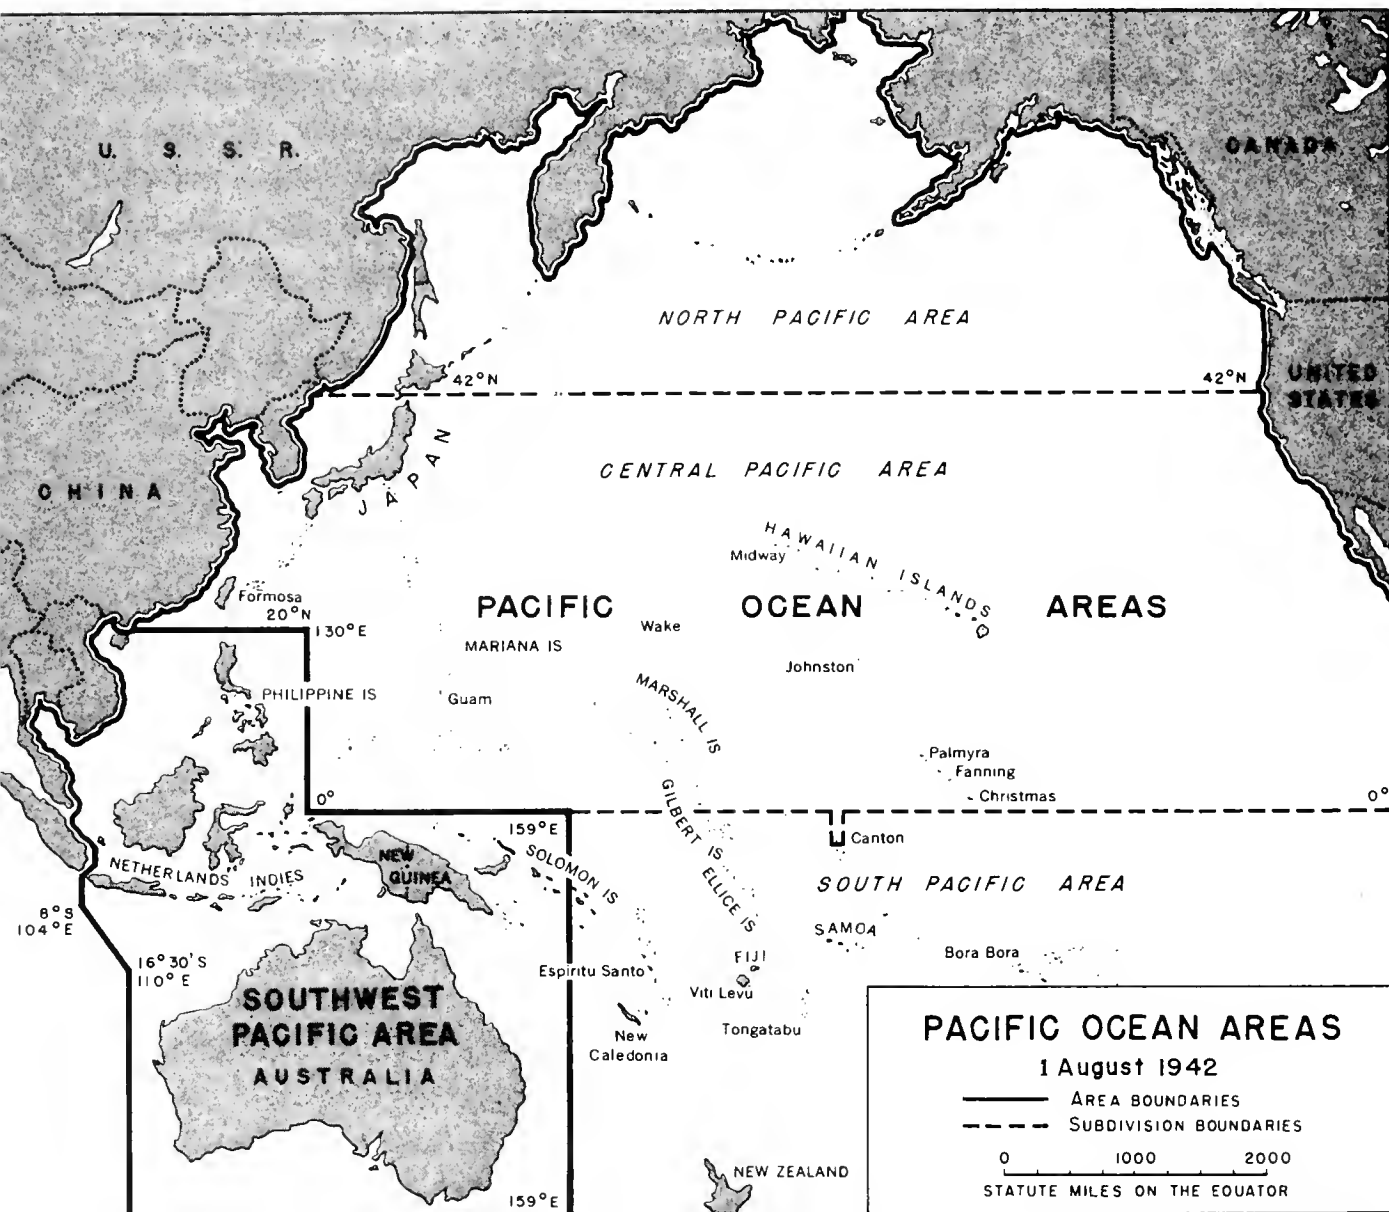 U. S. S. R.
CANADA
NORTH PACIFIC AREA
42°N
42°N
UNITED
STATES
JAPAN
CENTRAL PACIFIC AREA
CHINA
HAWAIIAN ISLANDS
Midway
Formosa
20°N
130°E
PACIFIC OCEAN AREAS
Wake
MARIANA IS
Johnston
PHILIPPINE IS
Guam
MARSHALL IS
Palmyra
Fanning
Christmas
0°
0°
159°E
GILBERT IS
Canton
NEW
GUINEA
SOLOMON IS
NETHERLANDS INDIES
ELLICE IS
SOUTH PACIFIC AREA
8°S
104°E
SAMOA
16°30'S
110°E
Espiritu Santo
FIJI
Bora Bora
Viti Levu
SOUTHWEST
PACIFIC AREA
AUSTRALIA
New
Caledonia
Tongatabu
NEW ZEALAND
159°E
PACIFIC OCEAN AREAS
1 August 1942
AREA BOUNDARIES
SUBDIVISION BOUNDARIES
0 1000 2000
STATUTE MILES ON THE EQUATOR